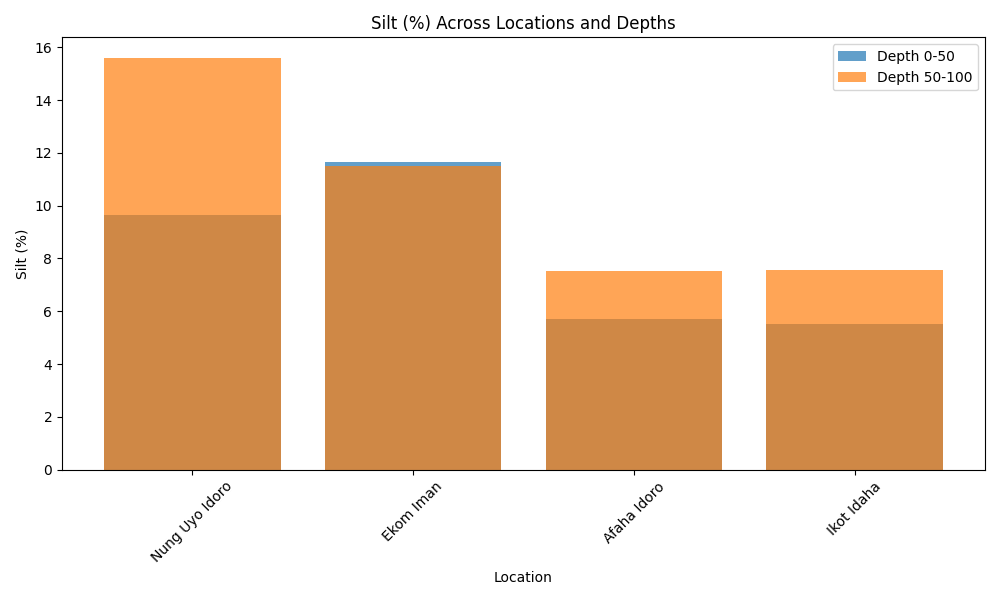 Silt (%) Across Locations and Depths
Depth 0-50
Depth 50-100
Silt (%)
16
14
12
10
8
6
4
2
0
Nung Uyo Idoro
Ekom Iman
Afaha Idoro
Ikot Idaha
Location